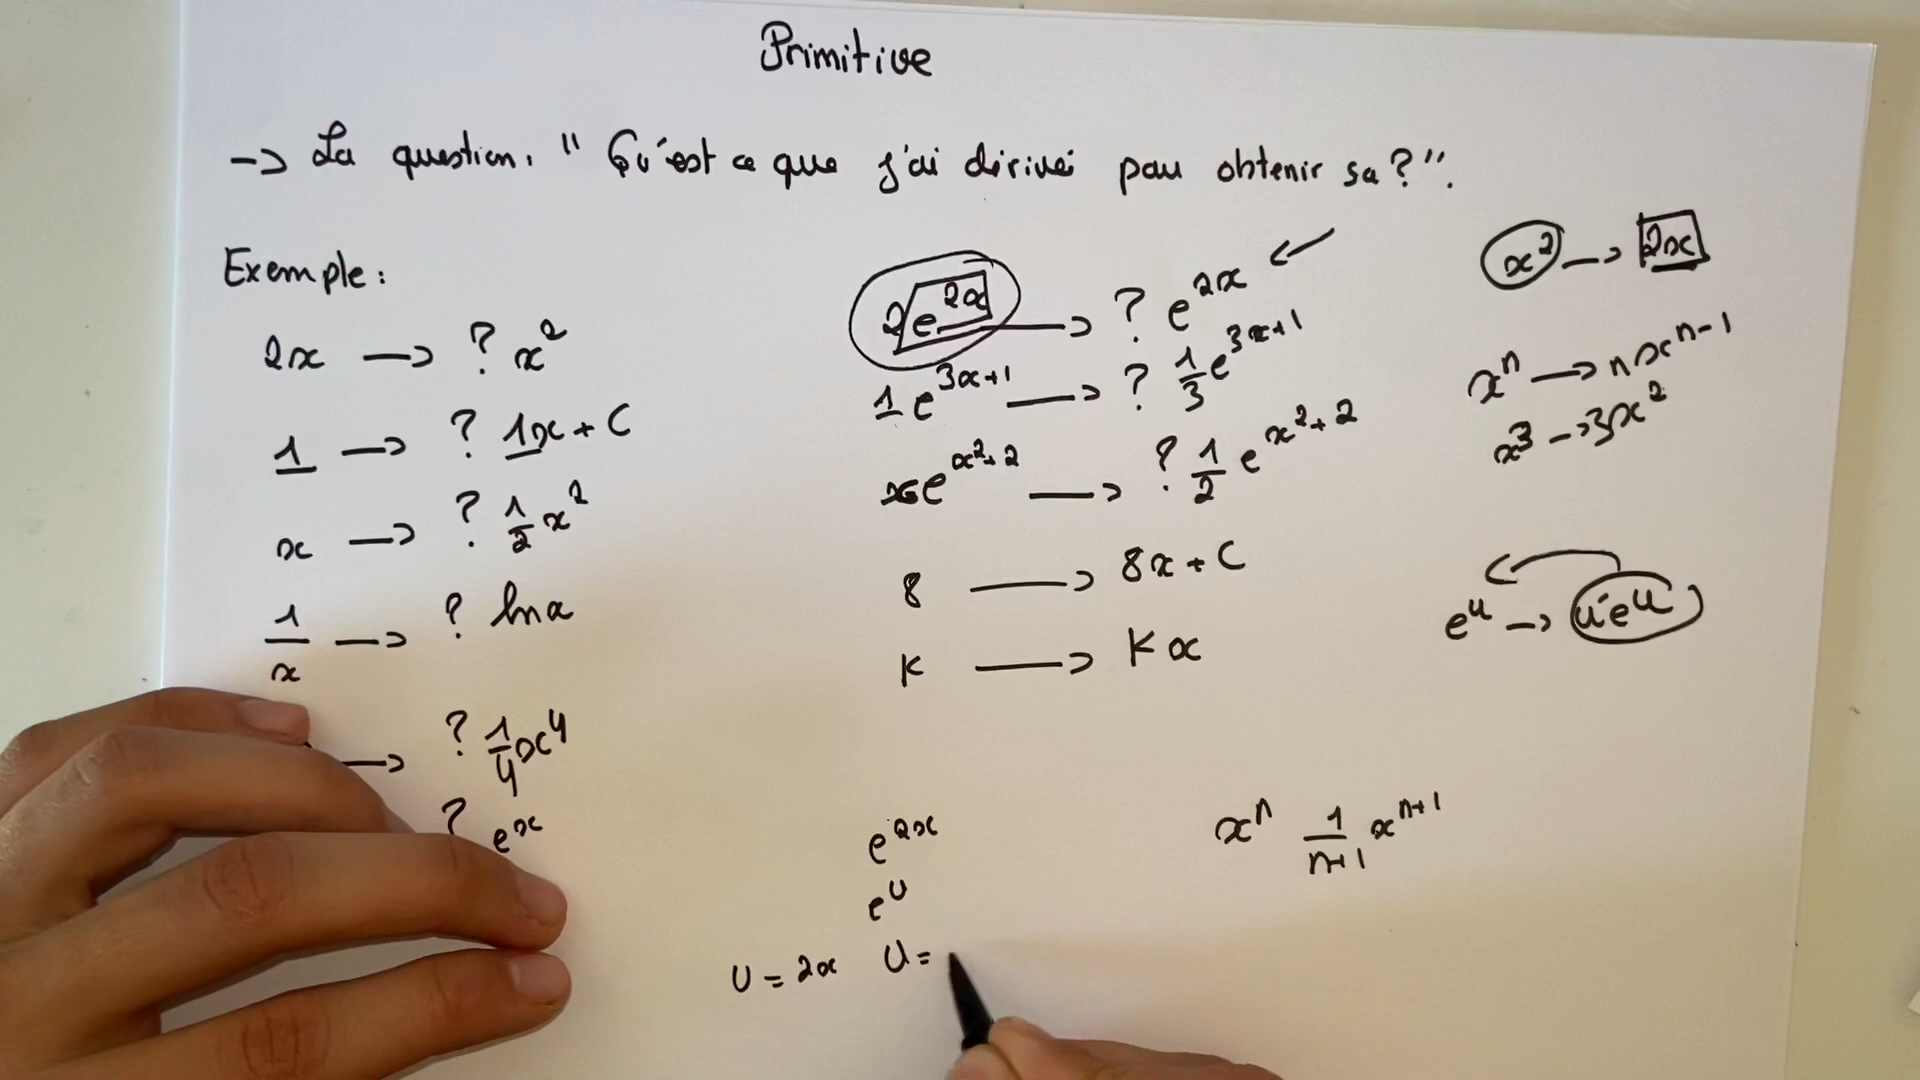 Primitive
-> La question. " Qu'est ce que j'ai dérivé pou obtenir sa ? ".
Exemple :
2x -> ? x²
1 -> ? 1x + C
x -> ? 1/2 x²
1/x -> ? ln x
-> ? 1/4 x⁴
? eˣ
2e^2x -> ? e^2x
1e^3x+1 -> ? 1/3 e^3x+1
xe^x²+2 -> ? 1/2 e^x²+2
8 -> 8x + C
K -> Kx
e^2x
e^U
U = 2x U =
x² -> 2x
xⁿ -> nxⁿ⁻¹
x³ -> 3x²
e^u -> u'e^u
xⁿ 1/n+1 xⁿ⁺¹